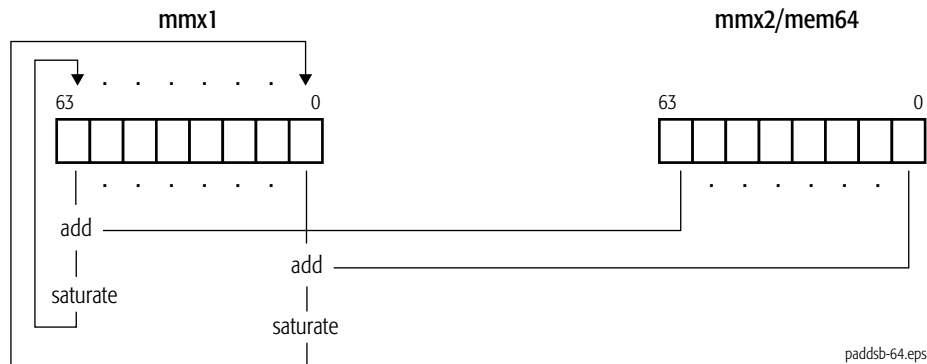 mmx1 mmx2/mem64
. . . . . .
63 0 63 0
. . . . . . . . . . . .
add
add
saturate
saturate
paddsb-64.eps